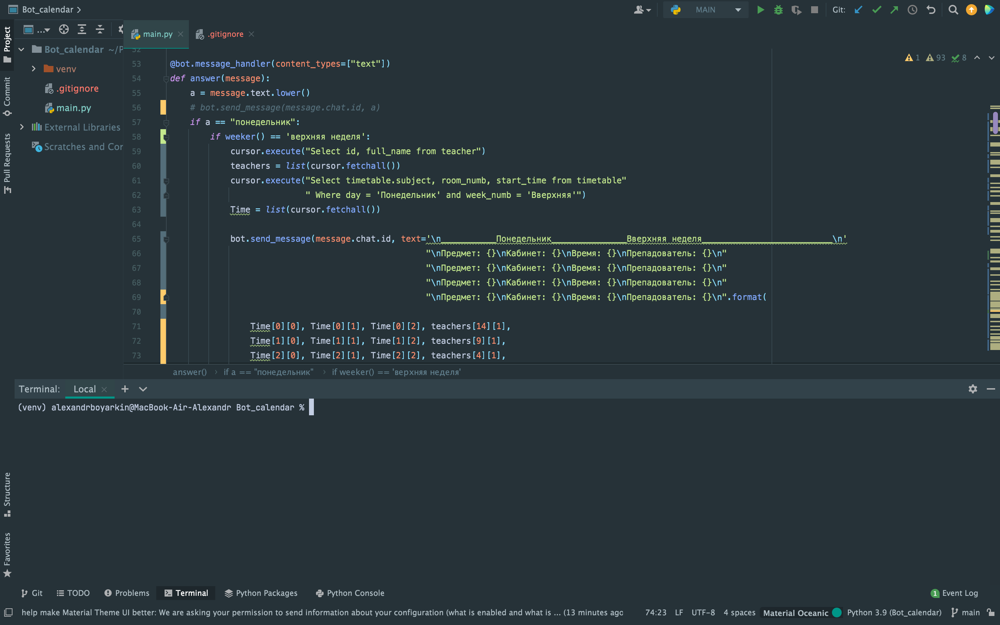 Bot_calendar
MAIN
Git:
Project
Commit
Pull Requests
Structure
Favorites
...
Bot_calendar ~/P
venv
.gitignore
main.py
External Libraries
Scratches and Cor
main.py
.gitignore
1 93 8
52
53 @bot.message_handler(content_types=["text"])
54 def answer(message):
55 a = message.text.lower()
56 # bot.send_message(message.chat.id, a)
57 if a == "понедельник":
58 if weeker() == 'верхняя неделя':
59 cursor.execute("Select id, full_name from teacher")
60 teachers = list(cursor.fetchall())
61 cursor.execute("Select timetable.subject, room_numb, start_time from timetable"
62 " Where day = 'Понедельник' and week_numb = 'Вверхняя'")
63 Time = list(cursor.fetchall())
64
65 bot.send_message(message.chat.id, text='\n___________Понедельник_______________Вверхняя неделя__________________________\n'
66 "\nПредмет: {}\nКабинет: {}\nВремя: {}\nПрепадователь: {}\n"
67 "\nПредмет: {}\nКабинет: {}\nВремя: {}\nПрепадователь: {}\n"
68 "\nПредмет: {}\nКабинет: {}\nВремя: {}\nПрепадователь: {}\n"
69 "\nПредмет: {}\nКабинет: {}\nВремя: {}\nПрепадователь: {}\n".format(
70
71 Time[0][0], Time[0][1], Time[0][2], teachers[14][1],
72 Time[1][0], Time[1][1], Time[1][2], teachers[9][1],
73 Time[2][0], Time[2][1], Time[2][2], teachers[4][1],
answer() › if a == "понедельник" › if weeker() == 'верхняя неделя'
Terminal: Local
(venv) alexandrboyarkin@MacBook-Air-Alexandr Bot_calendar %
Git TODO Problems Terminal Python Packages Python Console 1 Event Log
help make Material Theme UI better: We are asking your permission to send information about your configuration (what is enabled and what is ... (13 minutes ago 74:23 LF UTF-8 4 spaces Material Oceanic Python 3.9 (Bot_calendar) main